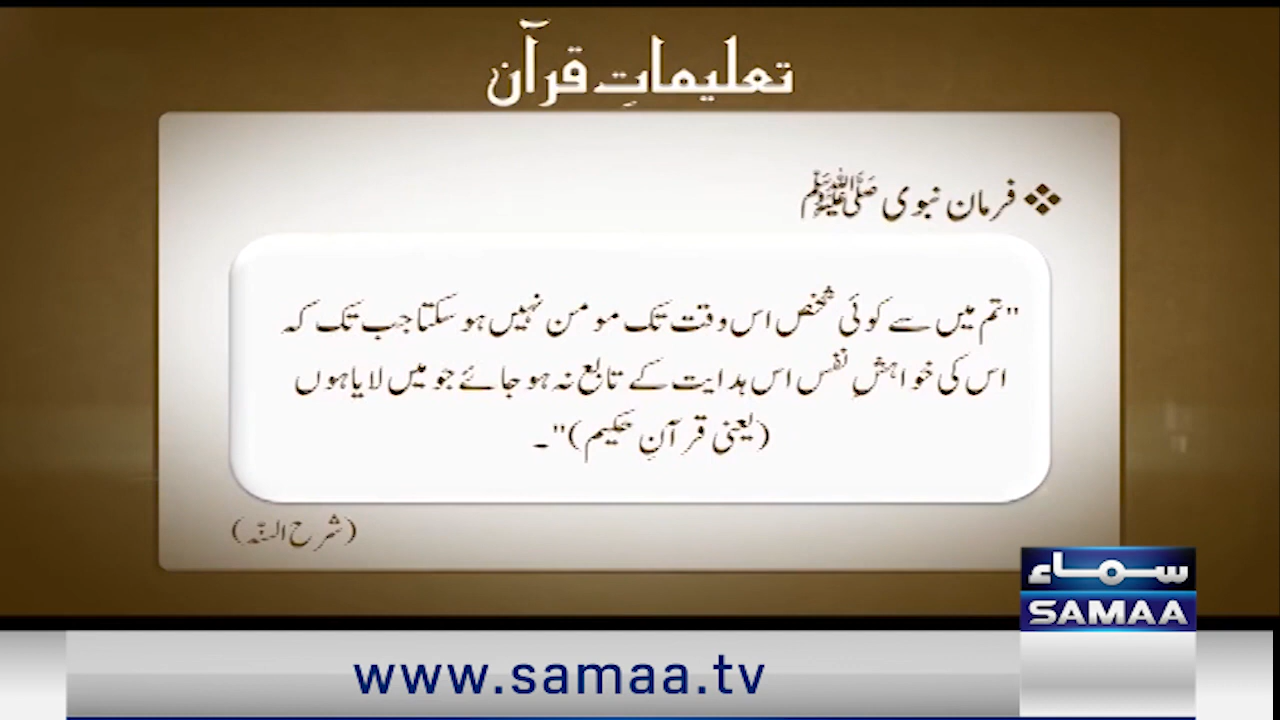 تعلیماتِ قرآن
❖ فرمان نبوی ﷺ
"تم میں سے کوئی شخص اس وقت تک مومن نہیں ہو سکتا جب تک کہ
اس کی خواہشِ نفس اس ہدایت کے تابع نہ ہو جائے جو میں لایا ہوں
(یعنی قرآنِ حکیم)"۔
(شرح السنّہ)
سماء
SAMAA
www.samaa.tv